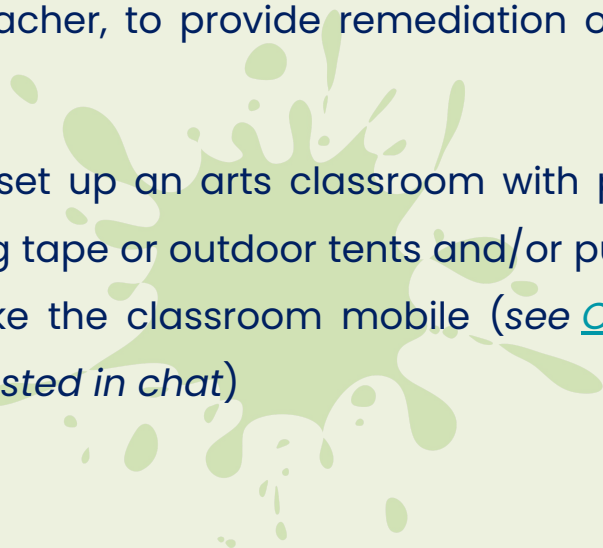 acher, to provide remediation o
set up an arts classroom with p
g tape or outdoor tents and/or pu
ke the classroom mobile (see C
sted in chat)